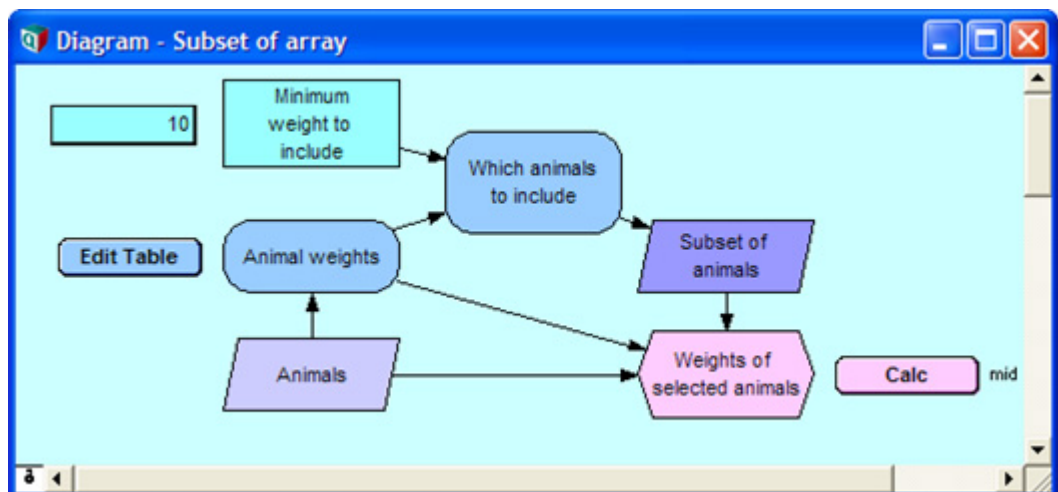 Diagram - Subset of array
10
Minimum
weight to
include
Which animals
to include
Edit Table
Animal weights
Subset of
animals
Animals
Weights of
selected animals
Calc
mid